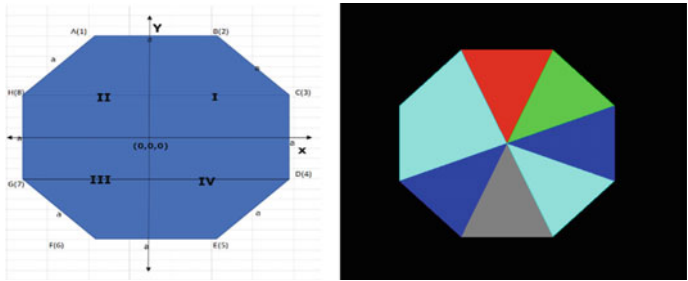 Y
A(1) a B(2)
a a
H(8) II I C(3)
a (0,0,0) a X
G(7) III IV D(4)
a a
F(6) a E(5)